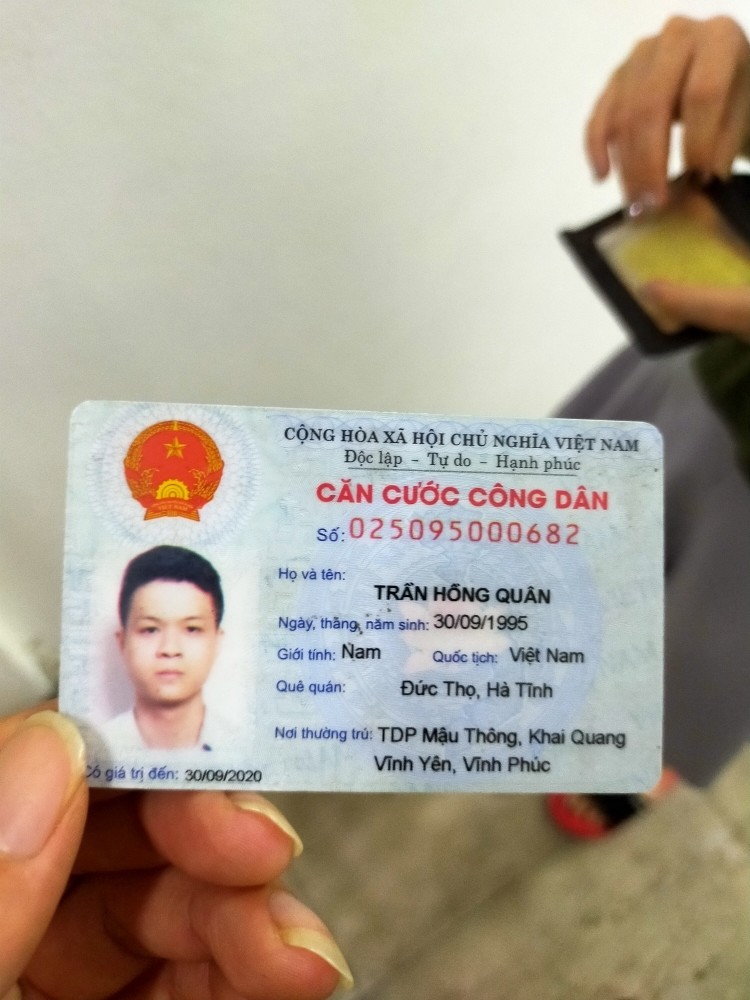 CỘNG HÒA XÃ HỘI CHỦ NGHĨA VIỆT NAM
Độc lập - Tự do - Hạnh phúc
CĂN CƯỚC CÔNG DÂN
Số: 025095000682
Họ và tên:
TRẦN HỒNG QUÂN
Ngày, tháng, năm sinh: 30/09/1995
Giới tính: Nam Quốc tịch: Việt Nam
Quê quán: Đức Thọ, Hà Tĩnh
Nơi thường trú: TDP Mậu Thông, Khai Quang
Vĩnh Yên, Vĩnh Phúc
Có giá trị đến: 30/09/2020
VIỆT NAM